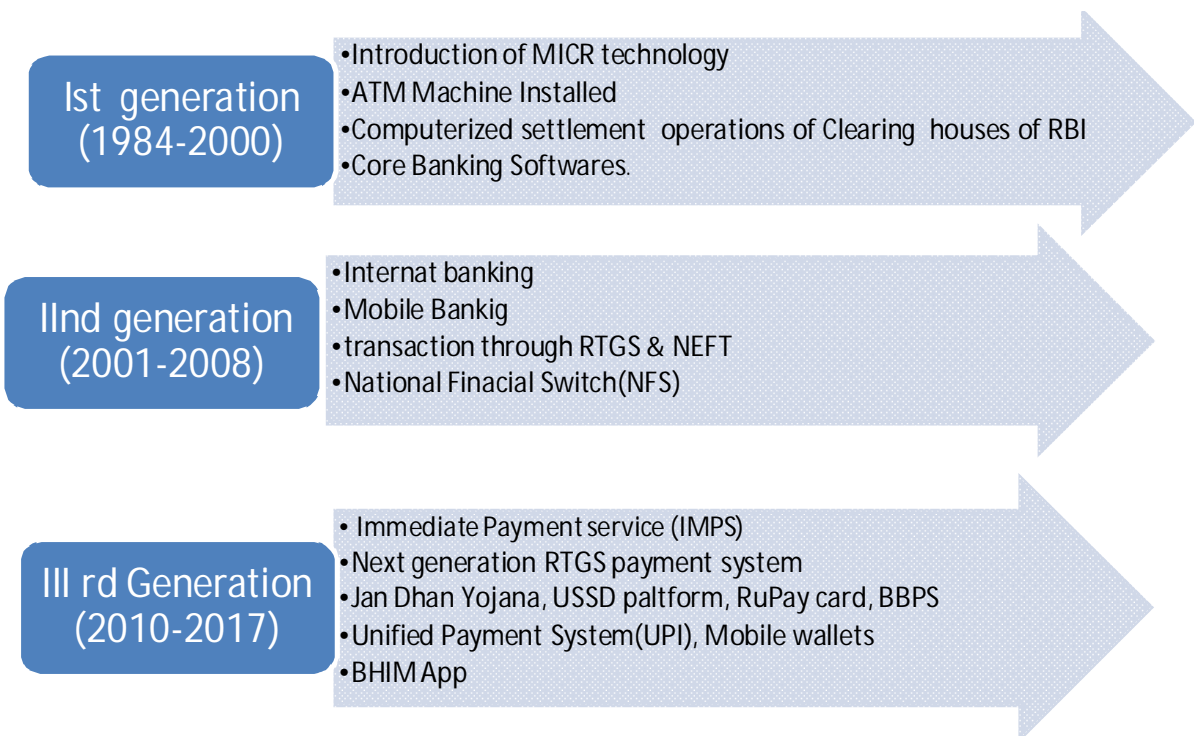 Ist generation
(1984-2000)
•Introduction of MICR technology
•ATM Machine Installed
•Computerized settlement operations of Clearing houses of RBI
•Core Banking Softwares.
IInd generation
(2001-2008)
•Internat banking
•Mobile Bankig
•transaction through RTGS & NEFT
•National Finacial Switch(NFS)
III rd Generation
(2010-2017)
• Immediate Payment service (IMPS)
•Next generation RTGS payment system
•Jan Dhan Yojana, USSD paltform, RuPay card, BBPS
•Unified Payment System(UPI), Mobile wallets
•BHIM App